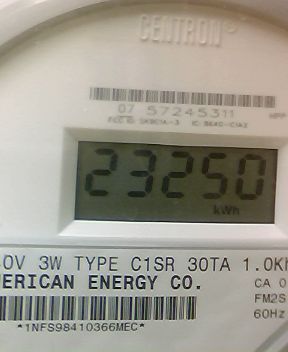 CENTRON
07 57245311
23250
kWh
0V 3W TYPE C1SR 30TA 1.0Kh
ERICAN ENERGY CO.
CA 0
FM2S
60Hz
*1NFS98410366MEC*